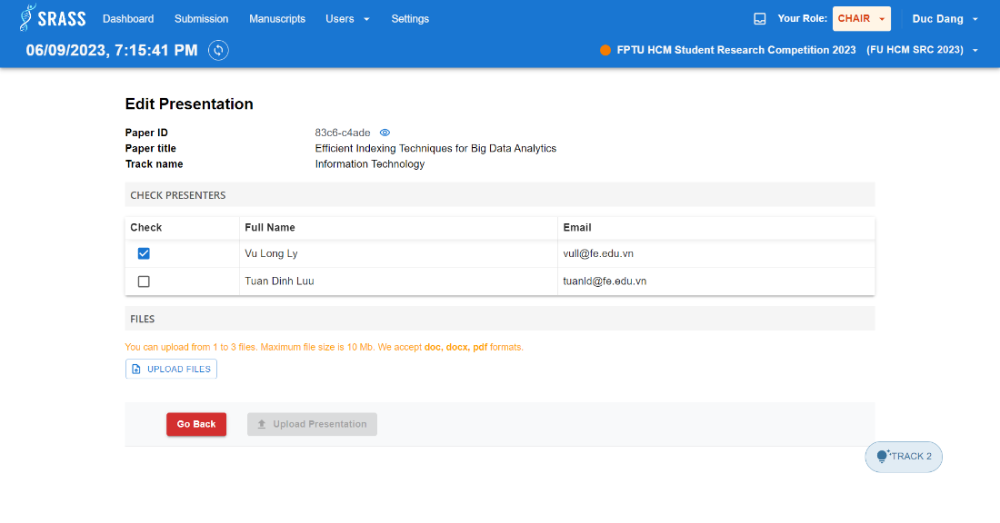 SRASS Dashboard Submission Manuscripts Users Settings Your Role: CHAIR Duc Dang
06/09/2023, 7:15:41 PM FPTU HCM Student Research Competition 2023 (FU HCM SRC 2023)
Edit Presentation
Paper ID 83c6-c4ade
Paper title Efficient Indexing Techniques for Big Data Analytics
Track name Information Technology
CHECK PRESENTERS
Check Full Name Email
Vu Long Ly vull@fe.edu.vn
Tuan Dinh Luu tuanld@fe.edu.vn
FILES
You can upload from 1 to 3 files. Maximum file size is 10 Mb. We accept doc, docx, pdf formats.
UPLOAD FILES
Go Back Upload Presentation
TRACK 2